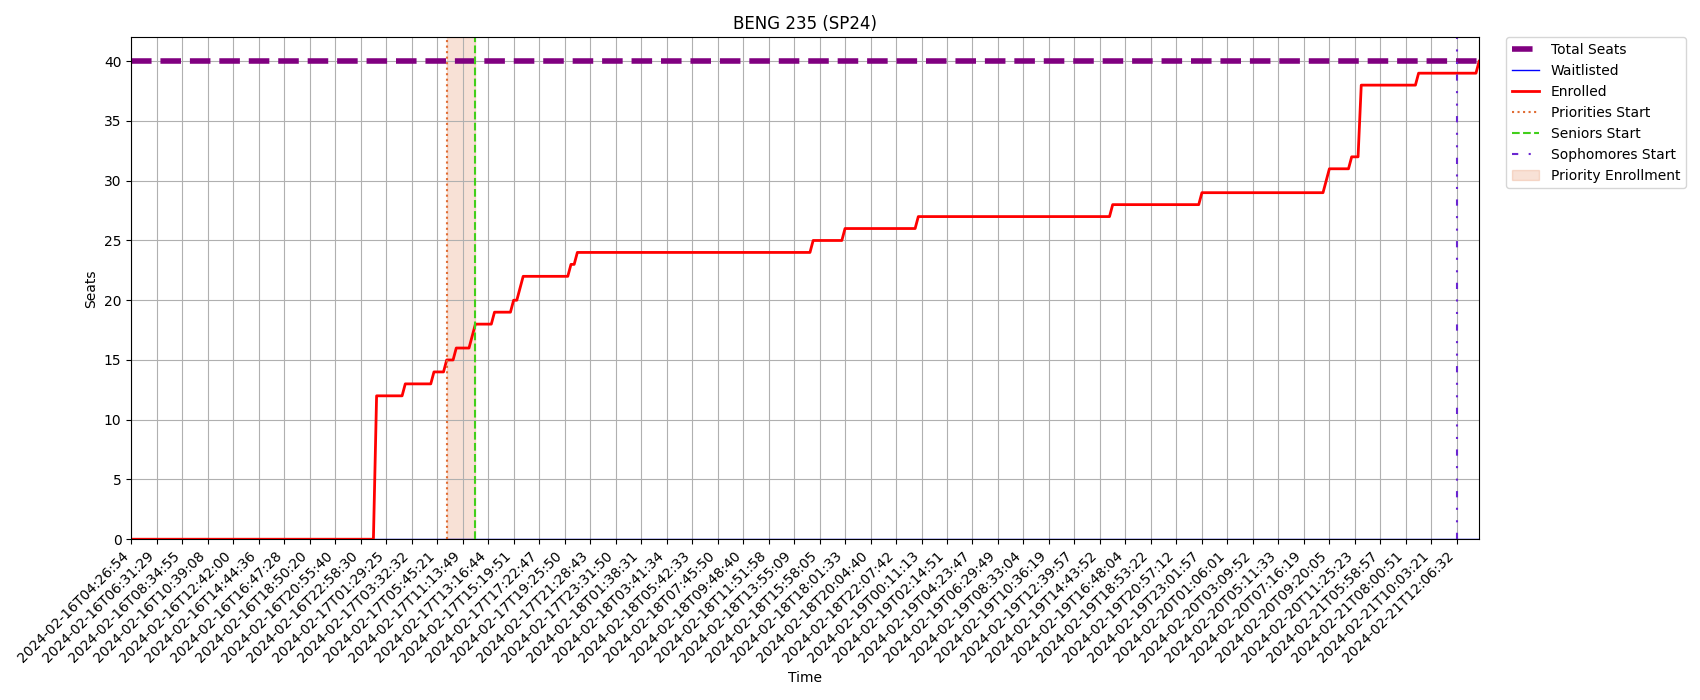 BENG 235 (SP24)
Total Seats
Waitlisted
Enrolled
Priorities Start
Seniors Start
Sophomores Start
Priority Enrollment
Seats
40
35
30
25
20
15
10
5
0
2024-02-16T04:26:54
2024-02-16T06:31:29
2024-02-16T08:34:55
2024-02-16T10:39:08
2024-02-16T12:42:00
2024-02-16T14:44:36
2024-02-16T16:47:28
2024-02-16T18:50:20
2024-02-16T20:55:40
2024-02-16T22:58:30
2024-02-17T01:29:23
2024-02-17T03:32:32
2024-02-17T05:45:21
2024-02-17T11:13:49
2024-02-17T13:16:44
2024-02-17T15:19:51
2024-02-17T17:22:47
2024-02-17T19:25:50
2024-02-17T21:28:43
2024-02-17T23:31:50
2024-02-18T01:38:31
2024-02-18T03:41:34
2024-02-18T05:42:33
2024-02-18T07:45:50
2024-02-18T09:48:40
2024-02-18T11:51:58
2024-02-18T13:55:09
2024-02-18T15:58:05
2024-02-18T18:01:33
2024-02-18T20:04:40
2024-02-18T22:07:42
2024-02-19T00:11:13
2024-02-19T02:14:51
2024-02-19T04:23:47
2024-02-19T06:29:49
2024-02-19T08:33:04
2024-02-19T10:36:19
2024-02-19T12:39:57
2024-02-19T14:43:52
2024-02-19T16:48:04
2024-02-19T18:53:22
2024-02-19T20:57:12
2024-02-19T23:01:57
2024-02-20T01:06:01
2024-02-20T03:09:52
2024-02-20T05:11:33
2024-02-20T07:16:19
2024-02-20T09:20:05
2024-02-20T11:25:23
2024-02-21T05:58:57
2024-02-21T08:00:51
2024-02-21T10:03:21
2024-02-21T12:06:32
Time